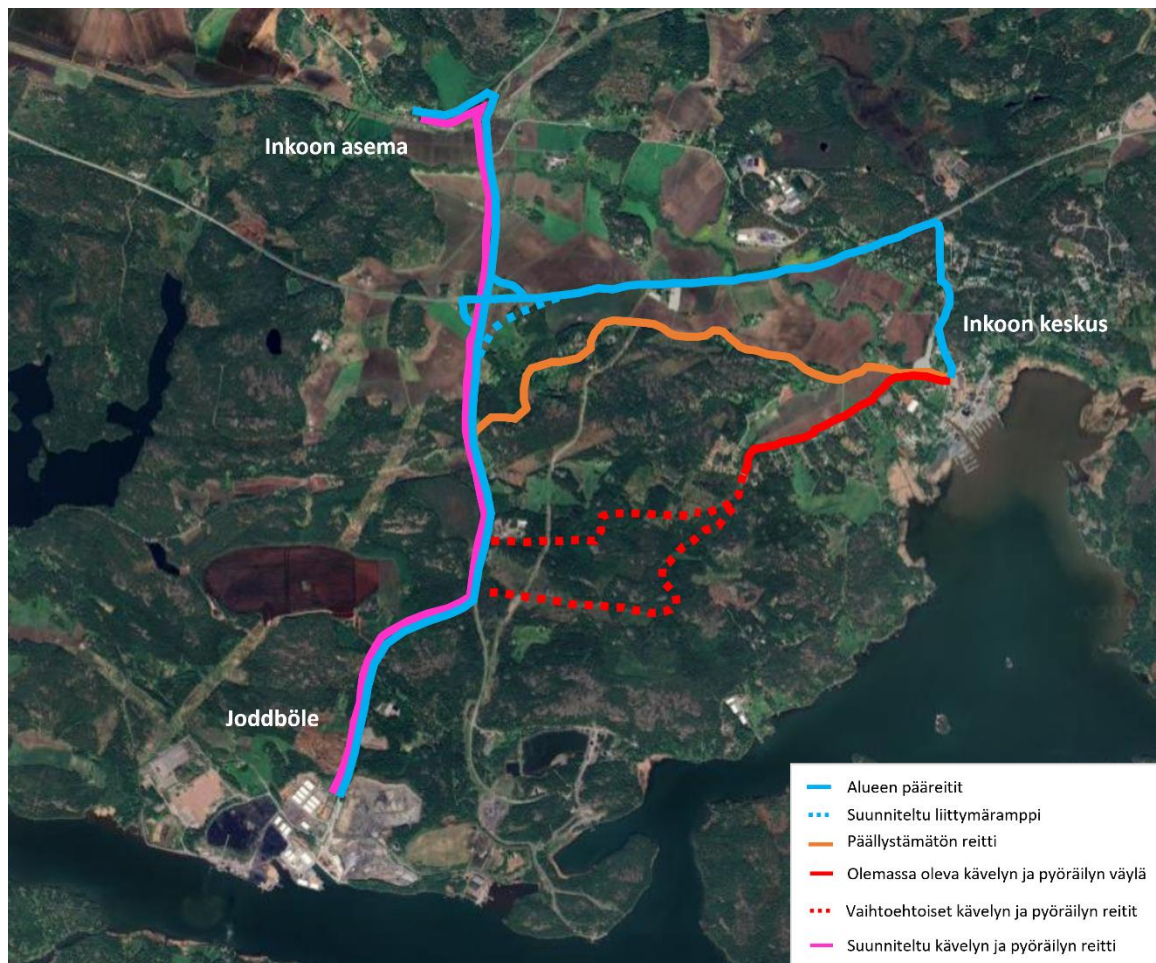 Inkoon asema
Inkoon keskus
Joddböle
Alueen pääreitit
Suunniteltu liittymäramppi
Päällystämätön reitti
Olemassa oleva kävelyn ja pyöräilyn väylä
Vaihtoehtoiset kävelyn ja pyöräilyn reitit
Suunniteltu kävelyn ja pyöräilyn reitti